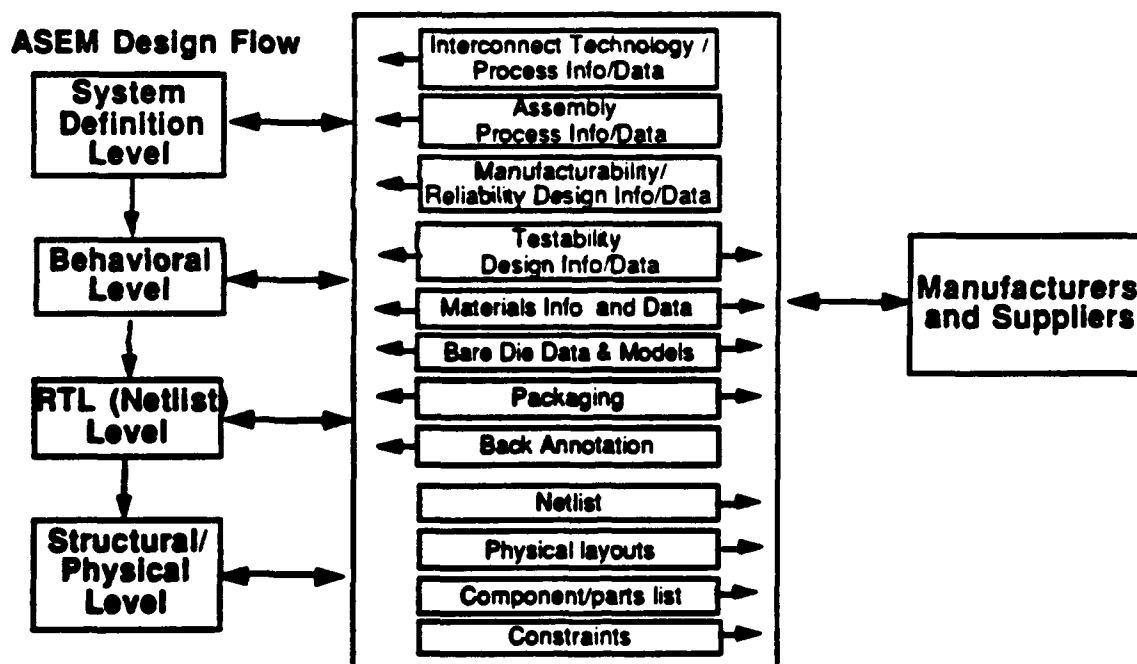 ASEM Design Flow
System
Definition
Level
Behavioral
Level
RTL (Netlist)
Level
Structural/
Physical
Level
Interconnect Technology /
Process Info/Data
Assembly
Process Info/Data
Manufacturability/
Reliability Design Info/Data
Testability
Design Info/Data
Materials Info and Data
Bare Die Data & Models
Packaging
Back Annotation
Netlist
Physical layouts
Component/parts list
Constraints
Manufacturers
and Suppliers